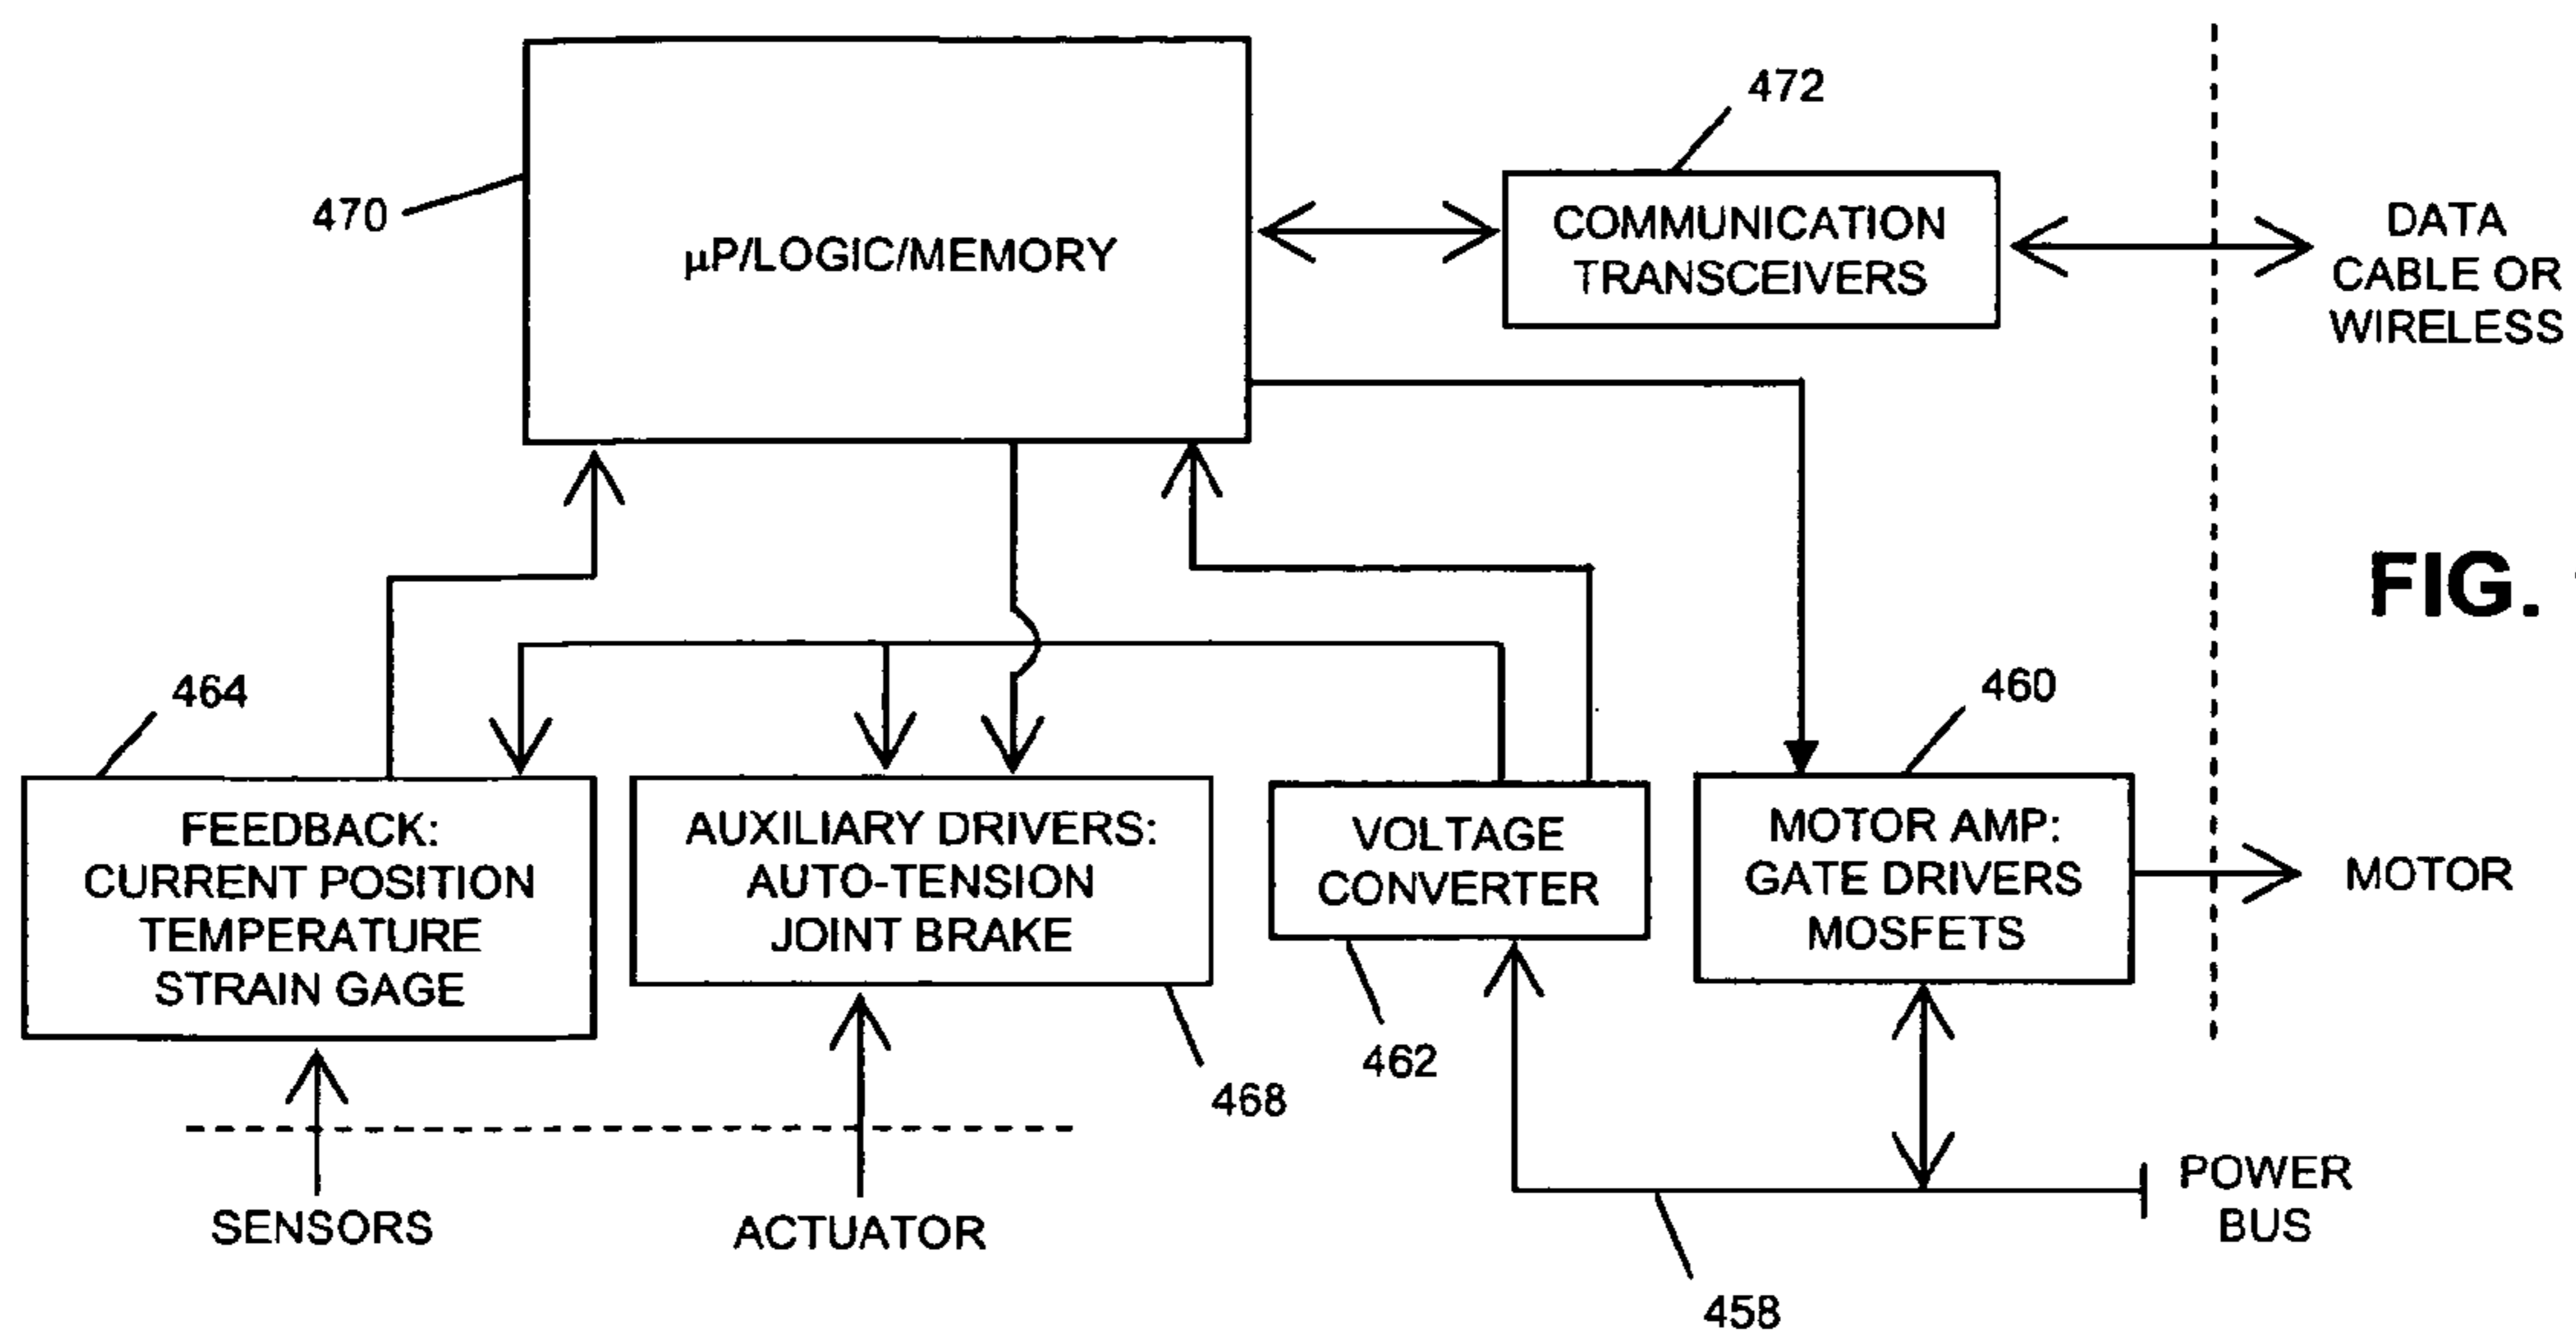 472
470
µP/LOGIC/MEMORY
COMMUNICATION
TRANSCEIVERS
DATA
CABLE OR
WIRELESS
FIG.
464
460
FEEDBACK:
CURRENT POSITION
TEMPERATURE
STRAIN GAGE
AUXILIARY DRIVERS:
AUTO-TENSION
JOINT BRAKE
VOLTAGE
CONVERTER
MOTOR AMP:
GATE DRIVERS
MOSFETS
MOTOR
462
468
SENSORS
ACTUATOR
POWER
BUS
458